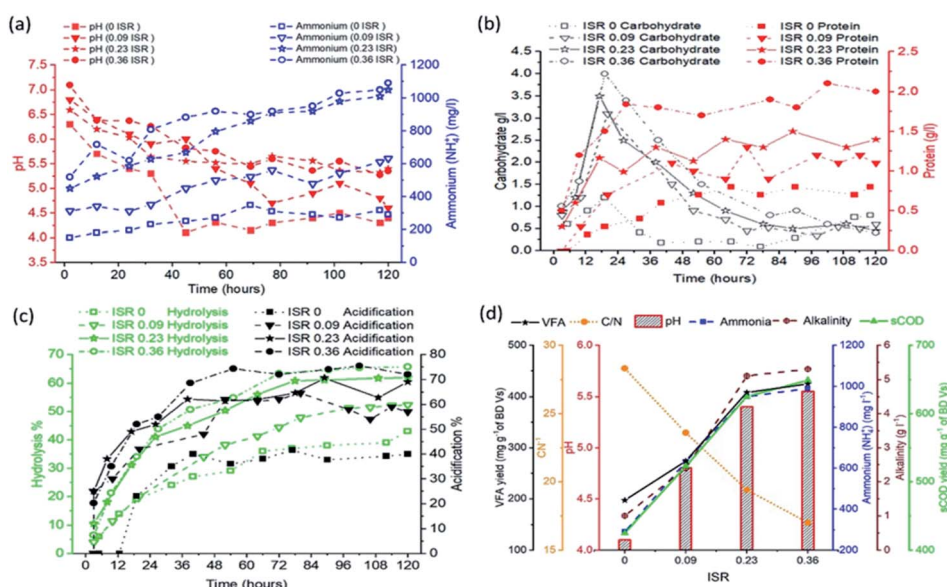 (a)
pH (0 ISR ) Ammonium (0 ISR )
pH (0.09 ISR ) Ammonium (0.09 ISR )
pH (0.23 ISR ) Ammonium (0.23 ISR )
pH (0.36 ISR ) Ammonium (0.36 ISR )
7.5
7.0
6.5
6.0
5.5
5.0
4.5
4.0
3.5
pH
1200
1000
800
600
400
200
0
Ammonium (NH₄⁺) (mg/l)
0 20 40 60 80 100 120
Time (hours)
(b)
ISR 0 Carbohydrate ISR 0 Protein
ISR 0.09 Carbohydrate ISR 0.09 Protein
ISR 0.23 Carbohydrate ISR 0.23 Protein
ISR 0.36 Carbohydrate ISR 0.36 Protein
4.5
4.0
3.5
3.0
2.5
2.0
1.5
1.0
0.5
0.0
Carbohydrate g/l
2.5
2.0
1.5
1.0
0.5
0.0
Protein (g/l)
0 12 24 36 48 60 72 84 96 108 120
Time (hours)
(c)
ISR 0 Hydrolysis ISR 0 Acidification
ISR 0.09 Hydrolysis ISR 0.09 Acidification
ISR 0.23 Hydrolysis ISR 0.23 Acidification
ISR 0.36 Hydrolysis ISR 0.36 Acidification
70
60
50
40
30
20
10
0
Hydrolysis %
80
70
60
50
40
30
20
10
0
Acidification %
0 12 24 36 48 60 72 84 96 108 120
Time (hours)
(d)
VFA C/N pH Ammonia Alkalinity sCOD
500
400
300
200
100
VFA yield (mg g⁻¹of BD Vs)
30
25
20
15
CN⁻¹
6.0
5.5
5.0
4.5
4.0
pH
1200
1000
800
600
400
200
Ammonium (NH₄⁺) (mg l⁻¹)
6
5
4
3
2
1
0
Alkalinity (g l⁻¹)
700
600
500
400
sCOD yield (mg g⁻¹of BD Vs)
0 0.09 0.23 0.36
ISR